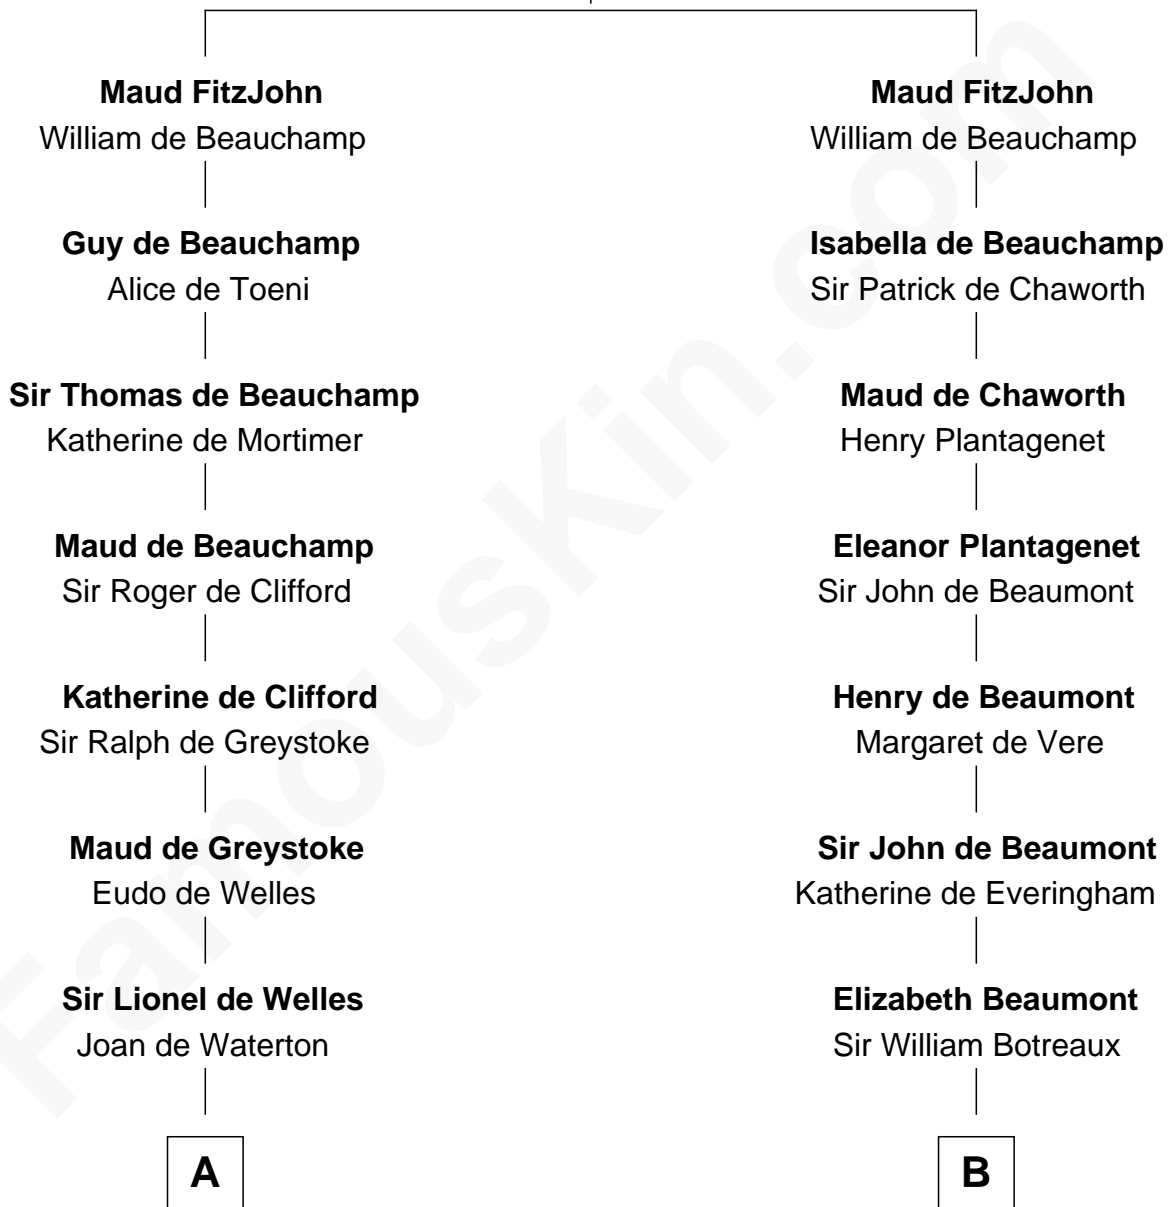 Maud FitzJohn
William de Beauchamp
Maud FitzJohn
William de Beauchamp
Guy de Beauchamp
Alice de Toeni
Isabella de Beauchamp
Sir Patrick de Chaworth
Sir Thomas de Beauchamp
Katherine de Mortimer
Maud de Chaworth
Henry Plantagenet
Maud de Beauchamp
Sir Roger de Clifford
Eleanor Plantagenet
Sir John de Beaumont
Katherine de Clifford
Sir Ralph de Greystoke
Henry de Beaumont
Margaret de Vere
Maud de Greystoke
Eudo de Welles
Sir John de Beaumont
Katherine de Everingham
Sir Lionel de Welles
Joan de Waterton
Elizabeth Beaumont
Sir William Botreaux
A
B
FamousKin.com